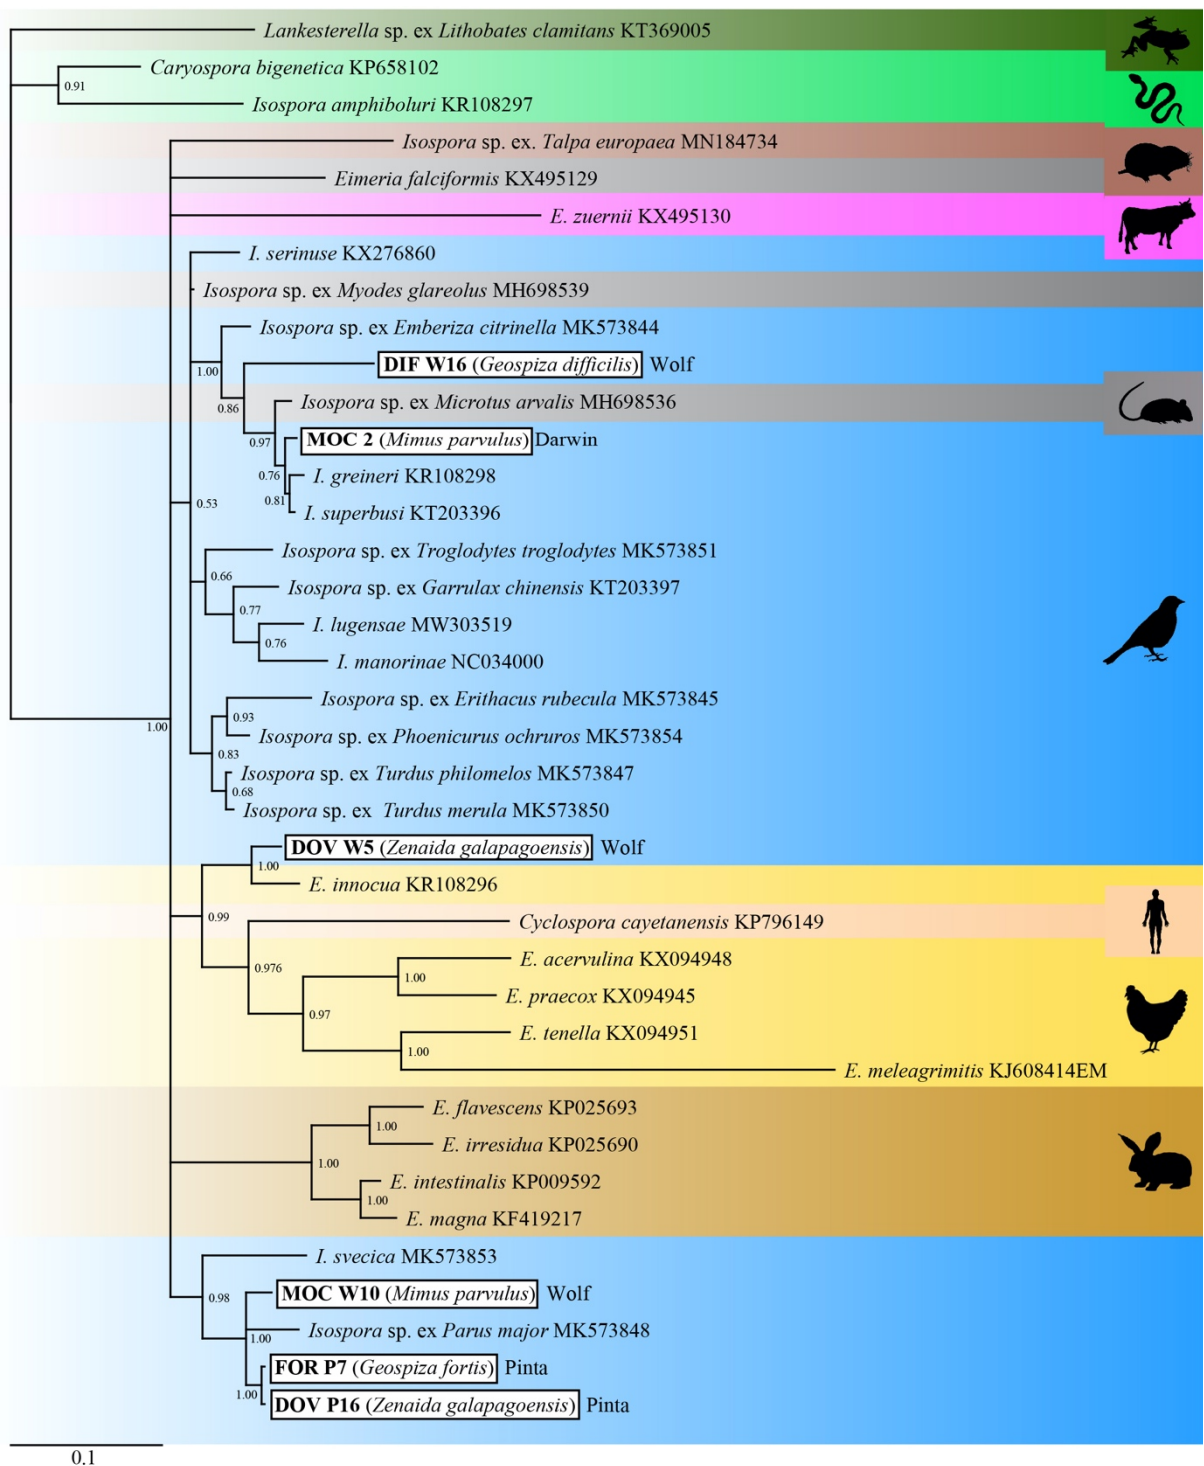 Lankesterella sp. ex Lithobates clamitans KT369005
Caryospora bigenetica KP658102
0.91
Isospora amphiboluri KR108297
Isospora sp. ex. Talpa europaea MN184734
Eimeria falciformis KX495129
E. zuernii KX495130
I. serinuse KX276860
Isospora sp. ex Myodes glareolus MH698539
Isospora sp. ex Emberiza citrinella MK573844
DIF W16 (Geospiza difficilis) Wolf
1.00
Isospora sp. ex Microtus arvalis MH698536
0.86
MOC 2 (Mimus parvulus) Darwin
0.97
I. greineri KR108298
0.76
0.81
0.53
I. superbusi KT203396
Isospora sp. ex Troglodytes troglodytes MK573851
0.66
Isospora sp. ex Garrulax chinensis KT203397
0.77
I. lugensae MW303519
0.76
I. manorinae NC034000
Isospora sp. ex Erithacus rubecula MK573845
0.93
1.00
Isospora sp. ex Phoenicurus ochruros MK573854
0.83
Isospora sp. ex Turdus philomelos MK573847
0.68
Isospora sp. ex Turdus merula MK573850
DOV W5 (Zenaida galapagoensis) Wolf
1.00
E. innocua KR108296
0.99
Cyclospora cayetanensis KP796149
0.976
E. acervulina KX094948
1.00
E. praecox KX094945
0.97
E. tenella KX094951
1.00
E. meleagrimitis KJ608414EM
E. flavescens KP025693
1.00
E. irresidua KP025690
1.00
E. intestinalis KP009592
1.00
E. magna KF419217
I. svecica MK573853
0.98
MOC W10 (Mimus parvulus) Wolf
Isospora sp. ex Parus major MK573848
1.00
FOR P7 (Geospiza fortis) Pinta
1.00
DOV P16 (Zenaida galapagoensis) Pinta
0.1